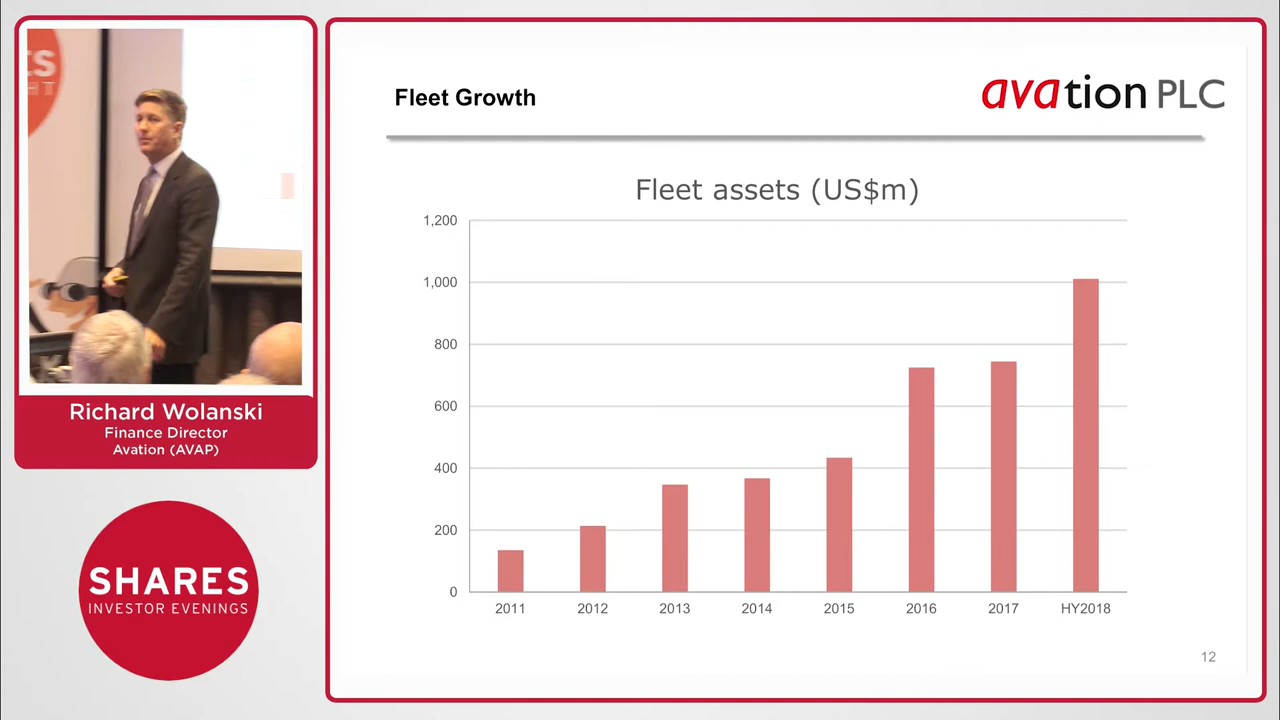 Fleet Growth
avation PLC
Fleet assets (US$m)
1,200
1,000
800
600
400
200
0
2011
2012
2013
2014
2015
2016
2017
HY2018
12
Richard Wolanski
Finance Director
Avation (AVAP)
SHARES
INVESTOR EVENINGS